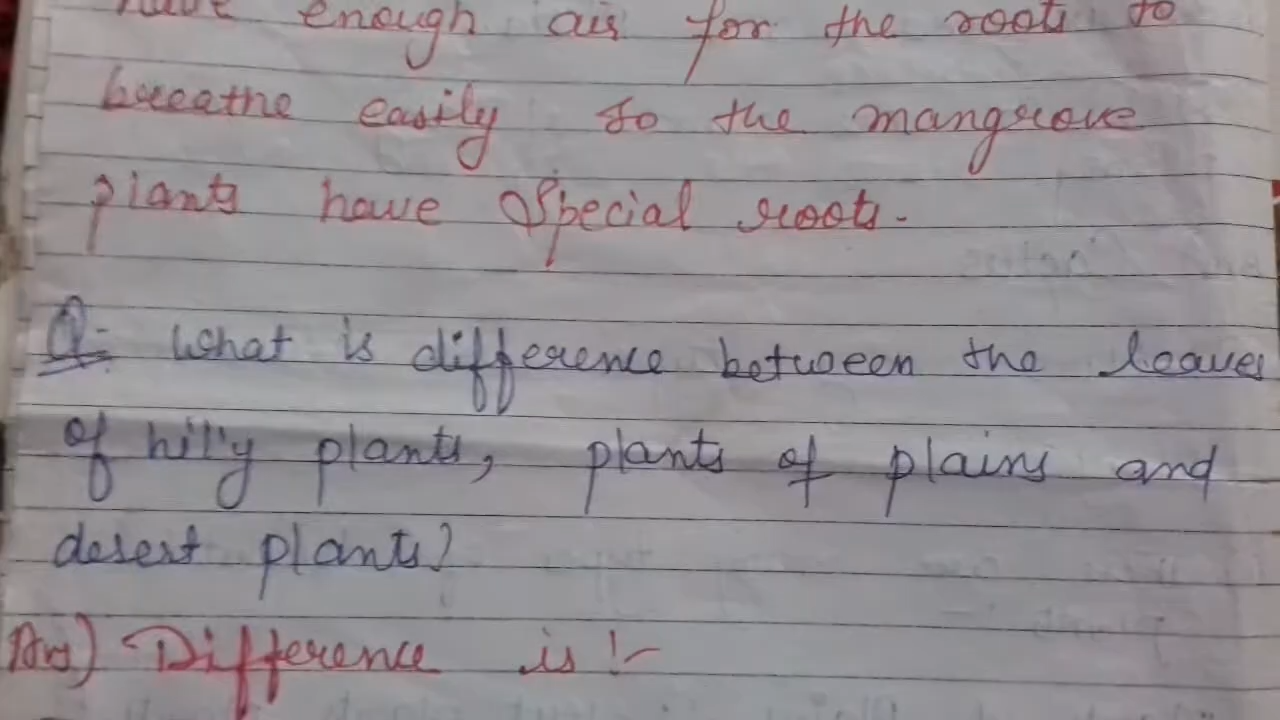 have enough air for the roots to
breathe easily so the mangrove
plants have special roots.
Q:- What is difference between the leaves
of hilly plants, plants of plains and
desert plants?
Ans) Difference is :-